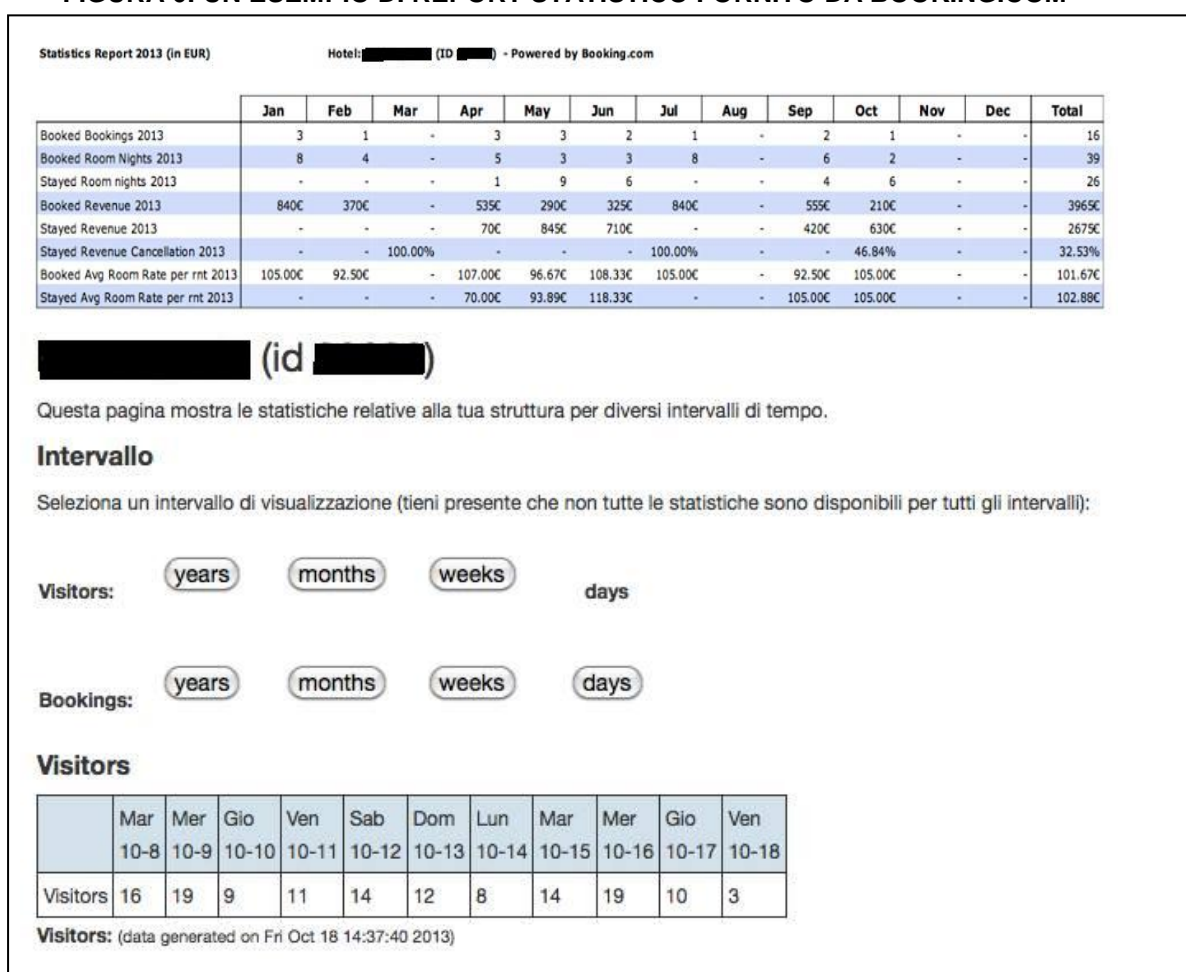 FIGURA 3. UN ESEMPIO DI REPORT STATISTICO FORNITO DA BOOKING.COM
Statistics Report 2013 (in EUR) Hotel: (ID ) - Powered by Booking.com
Jan Feb Mar Apr May Jun Jul Aug Sep Oct Nov Dec Total
Booked Bookings 2013 3 1 - 3 3 2 1 - 2 1 - - 16
Booked Room Nights 2013 8 4 - 5 3 3 8 - 6 2 - - 39
Stayed Room nights 2013 - - - 1 9 6 - - 4 6 - - 26
Booked Revenue 2013 840€ 370€ - 535€ 290€ 325€ 840€ - 555€ 210€ - - 3965€
Stayed Revenue 2013 - - - 70€ 845€ 710€ - - 420€ 630€ - - 2675€
Stayed Revenue Cancellation 2013 - - 100.00% - - - 100.00% - - 46.84% - - 32.53%
Booked Avg Room Rate per rnt 2013 105.00€ 92.50€ - 107.00€ 96.67€ 108.33€ 105.00€ - 92.50€ 105.00€ - - 101.67€
Stayed Avg Room Rate per rnt 2013 - - - 70.00€ 93.89€ 118.33€ - - 105.00€ 105.00€ - - 102.88€
(id )
Questa pagina mostra le statistiche relative alla tua struttura per diversi intervalli di tempo.
Intervallo
Seleziona un intervallo di visualizzazione (tieni presente che non tutte le statistiche sono disponibili per tutti gli intervalli):
Visitors: years months weeks days
Bookings: years months weeks days
Visitors
Mar Mer Gio Ven Sab Dom Lun Mar Mer Gio Ven
10-8 10-9 10-10 10-11 10-12 10-13 10-14 10-15 10-16 10-17 10-18
Visitors 16 19 9 11 14 12 8 14 19 10 3
Visitors: (data generated on Fri Oct 18 14:37:40 2013)